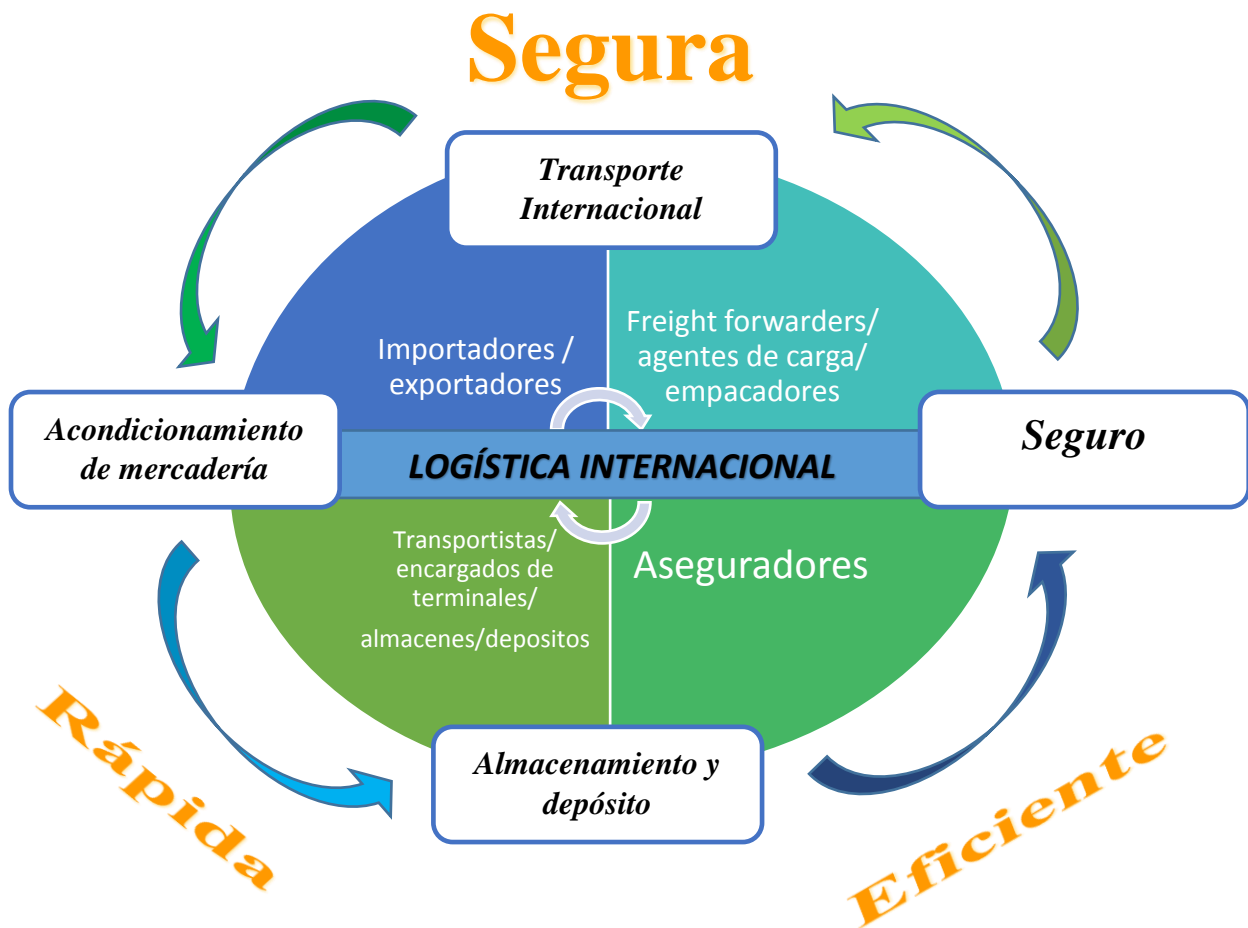 Segura
Transporte
Internacional
Importadores /
exportadores
Freight forwarders/
agentes de carga/
empacadores
Acondicionamiento
de mercadería
LOGÍSTICA INTERNACIONAL
Seguro
Transportistas/
encargados de
terminales/
almacenes/depositos
Aseguradores
Almacenamiento y
depósito
Rápida
Eficiente